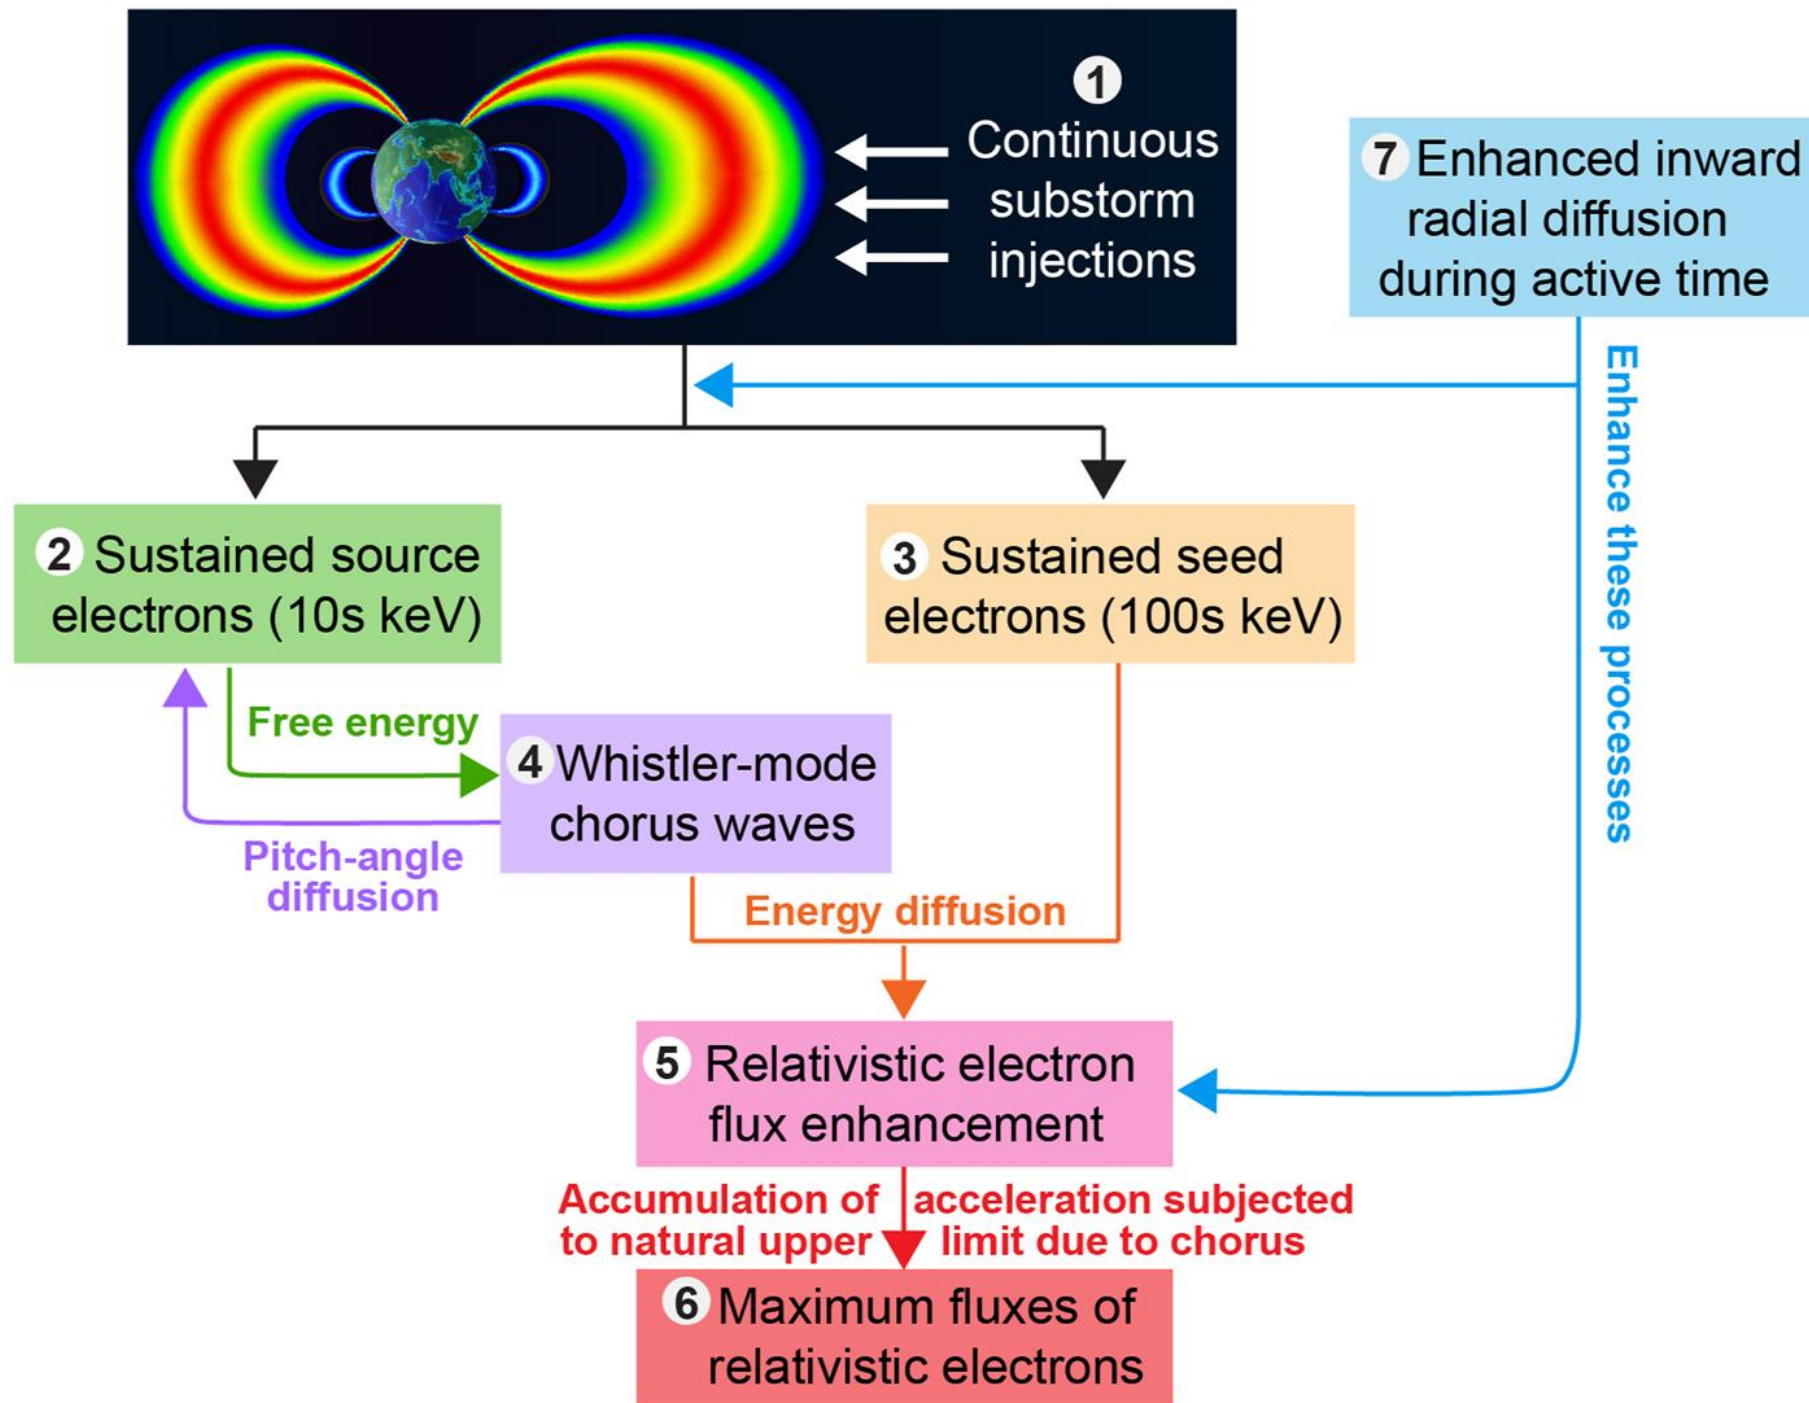 1
Continuous
substorm
injections
7 Enhanced inward
radial diffusion
during active time
Enhance these processes
2 Sustained source
electrons (10s keV)
3 Sustained seed
electrons (100s keV)
Free energy
4 Whistler-mode
chorus waves
Pitch-angle
diffusion
Energy diffusion
5 Relativistic electron
flux enhancement
Accumulation of acceleration subjected
to natural upper limit due to chorus
6 Maximum fluxes of
relativistic electrons